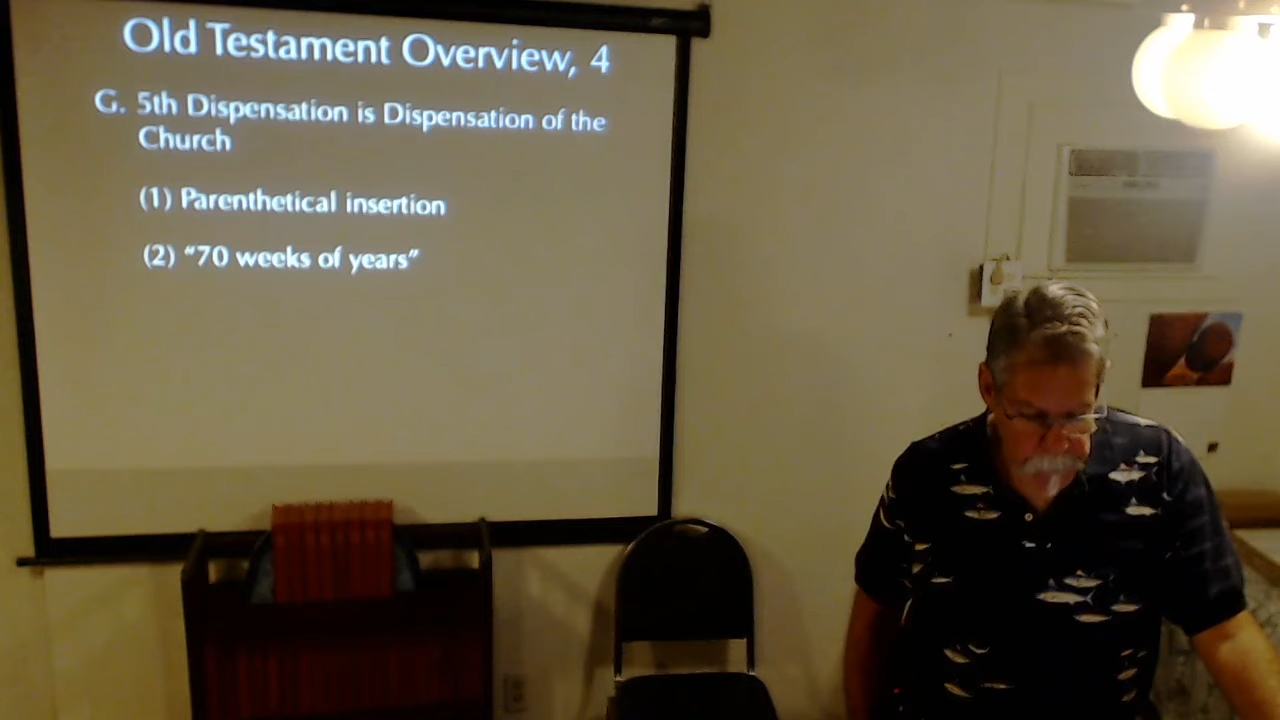 Old Testament Overview, 4
G. 5th Dispensation is Dispensation of the
Church
(1) Parenthetical insertion
(2) “70 weeks of years”